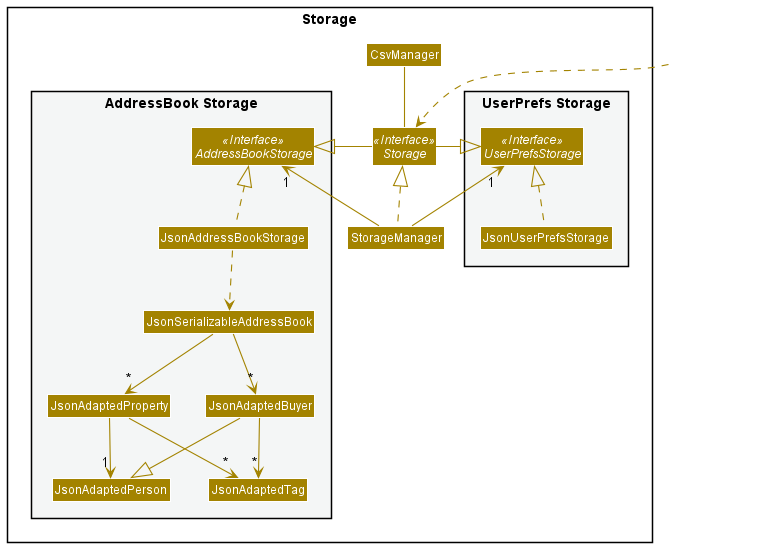 Storage
CsvManager
AddressBook Storage
UserPrefs Storage
«Interface»
AddressBookStorage
«Interface»
Storage
«Interface»
UserPrefsStorage
1
1
JsonAddressBookStorage
StorageManager
JsonUserPrefsStorage
JsonSerializableAddressBook
*
*
JsonAdaptedProperty
JsonAdaptedBuyer
1
*
*
JsonAdaptedPerson
JsonAdaptedTag